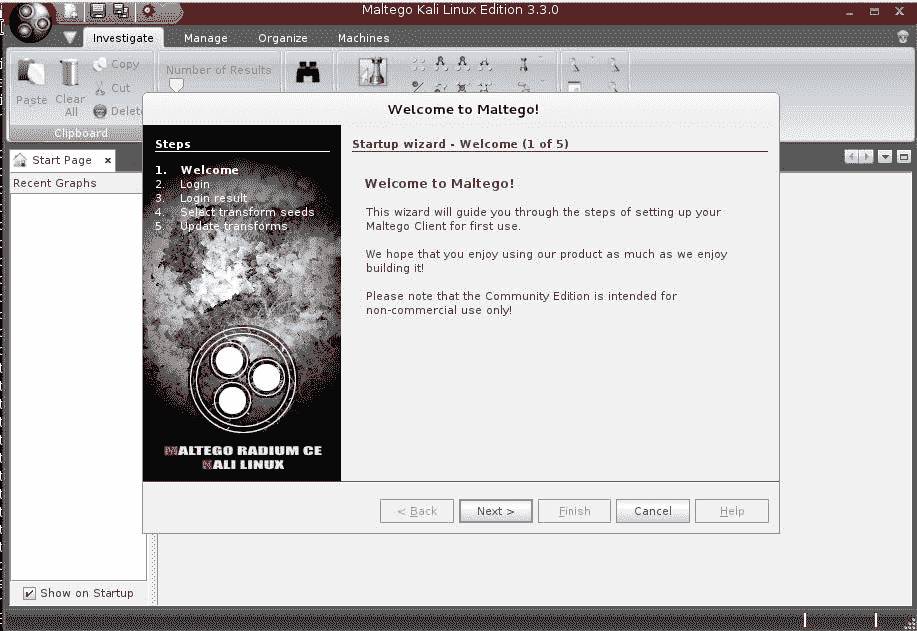 Maltego Kali Linux Edition 3.3.0
Investigate Manage Organize Machines
Paste
Clear All
Copy
Cut
Delet
Clipboard
Number of Results
Start Page
Recent Graphs
Show on Startup
Welcome to Maltego!
Steps
1. Welcome
2. Login
3. Login result
4. Select transform seeds
5. Update transforms
MALTEGO RADIUM CE
KALI LINUX
Startup wizard - Welcome (1 of 5)
Welcome to Maltego!
This wizard will guide you through the steps of setting up your
Maltego Client for first use.
We hope that you enjoy using our product as much as we enjoy
building it!
Please note that the Community Edition is intended for
non-commercial use only!
< Back Next > Finish Cancel Help